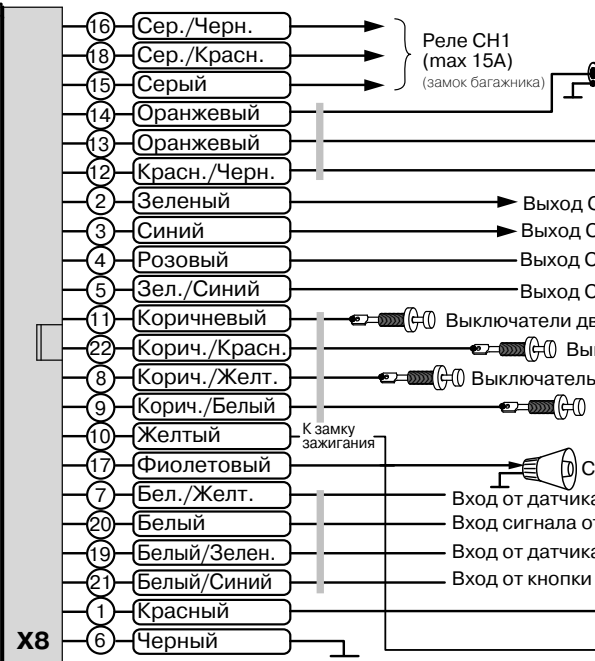 16 Сер./Черн.
18 Сер./Красн.
15 Серый
Реле CH1
(max 15А)
(замок багажника)
14 Оранжевый
13 Оранжевый
12 Красн./Черн.
2 Зеленый Выход С
3 Синий Выход С
4 Розовый Выход С
5 Зел./Синий Выход С
11 Коричневый Выключатели дв
22 Корич./Красн. Вы
8 Корич./Желт. Выключатель
9 Корич./Белый
10 Желтый
К замку
зажигания
17 Фиолетовый С
7 Бел./Желт. Вход от датчика
20 Белый Вход сигнала от
19 Белый/Зелен. Вход от датчика
21 Белый/Синий Вход от кнопки
1 Красный
6 Черный
X8